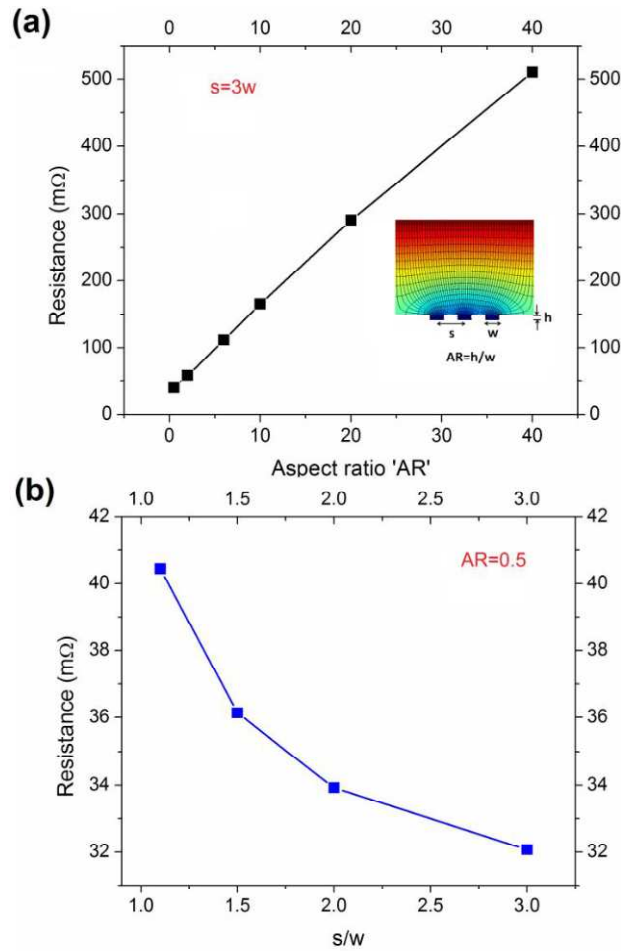 (a)
0 10 20 30 40
s=3w
500 500
400 400
300 300
200 200
100 100
0 0
Resistance (mΩ)
h
s w
AR=h/w
0 10 20 30 40
Aspect ratio 'AR'
(b)
1.0 1.5 2.0 2.5 3.0
42 42
AR=0.5
40 40
38 38
36 36
34 34
32 32
Resistance (mΩ)
1.0 1.5 2.0 2.5 3.0
s/w